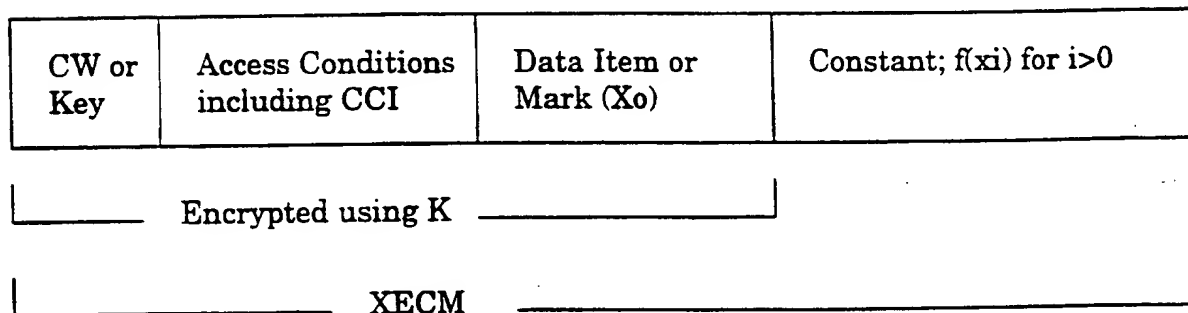 CW or Key
Access Conditions including CCI
Data Item or Mark (Xo)
Constant; f(xi) for i>0
Encrypted using K
XECM